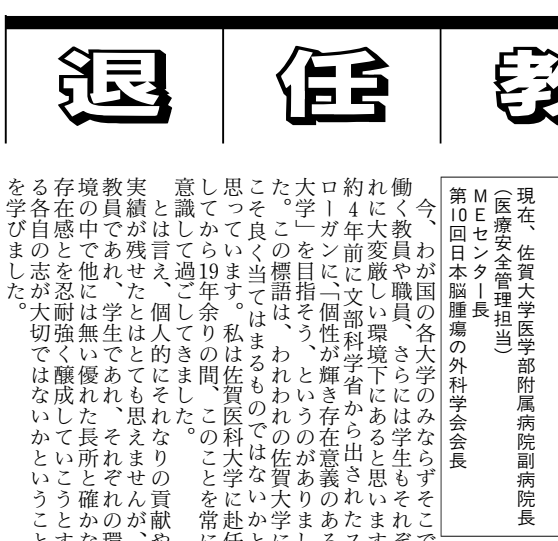 教任退
現在、佐賀大学医学部附属病院副病院長
(医療安全管理担当)
MEセンター長
第10回日本脳腫瘍の外科学会会長
今、わが国の各大学のみならずそこで
働く教員や職員、さらには学生もそれぞ
れに大変厳しい環境下にあると思います
約4年前に文部科学省から出されたス
ローガンに、「個性が輝き存在意義のある
大学」を目指そう、というのがありまし
た。この標語は、われわれの佐賀大学に
こそ良く当てはまるものではないかと
思っています。私は佐賀医科大学に赴任
してから19年余りの間、このことを常に
意識して過ごしてきました。
とは言え、個人的にそれなりの貢献や
実績が残せたとはとても思えませんが、
教員であれ、学生であれ、それぞれの環
境の中で他には無い優れた長所と確かな
存在感とを忍耐強く醸成していこうとす
る各自の志が大切ではないかということ
を学びました。